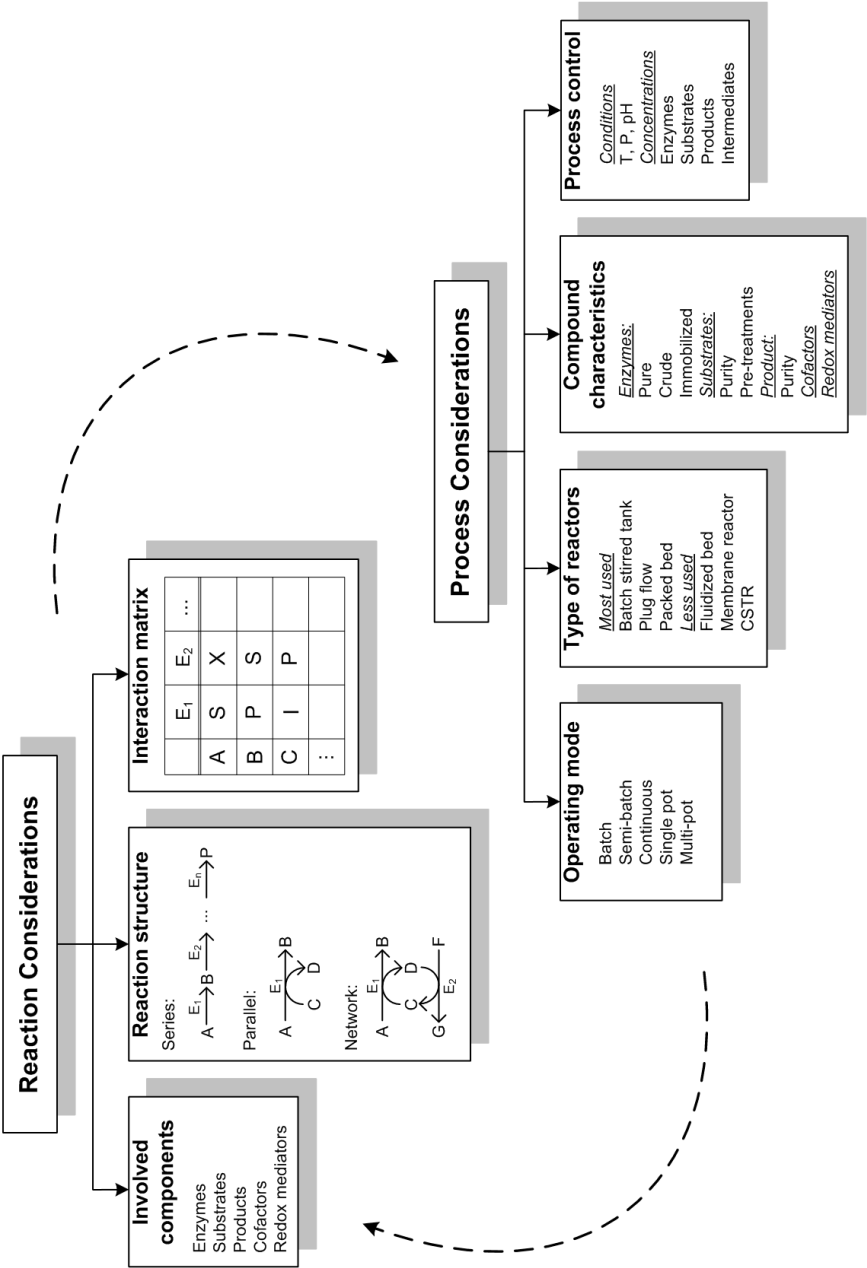 Reaction Considerations
Involved
components
Enzymes
Substrates
Products
Cofactors
Redox mediators
Reaction structure
Series:
A E₁ B E₂ ... Eₙ P
Parallel:
A E₁ B
C D
Network:
A E₁ B
C D
G E₂ F
Interaction matrix
E₁ E₂ ...
A S X
B P S
C I P
⋮
Process Considerations
Operating mode
Batch
Semi-batch
Continuous
Single pot
Multi-pot
Type of reactors
Most used
Batch stirred tank
Plug flow
Packed bed
Less used
Fluidized bed
Membrane reactor
CSTR
Compound
characteristics
Enzymes:
Pure
Crude
Immobilized
Substrates:
Purity
Pre-treatments
Product:
Purity
Cofactors
Redox mediators
Process control
Conditions
T, P, pH
Concentrations
Enzymes
Substrates
Products
Intermediates